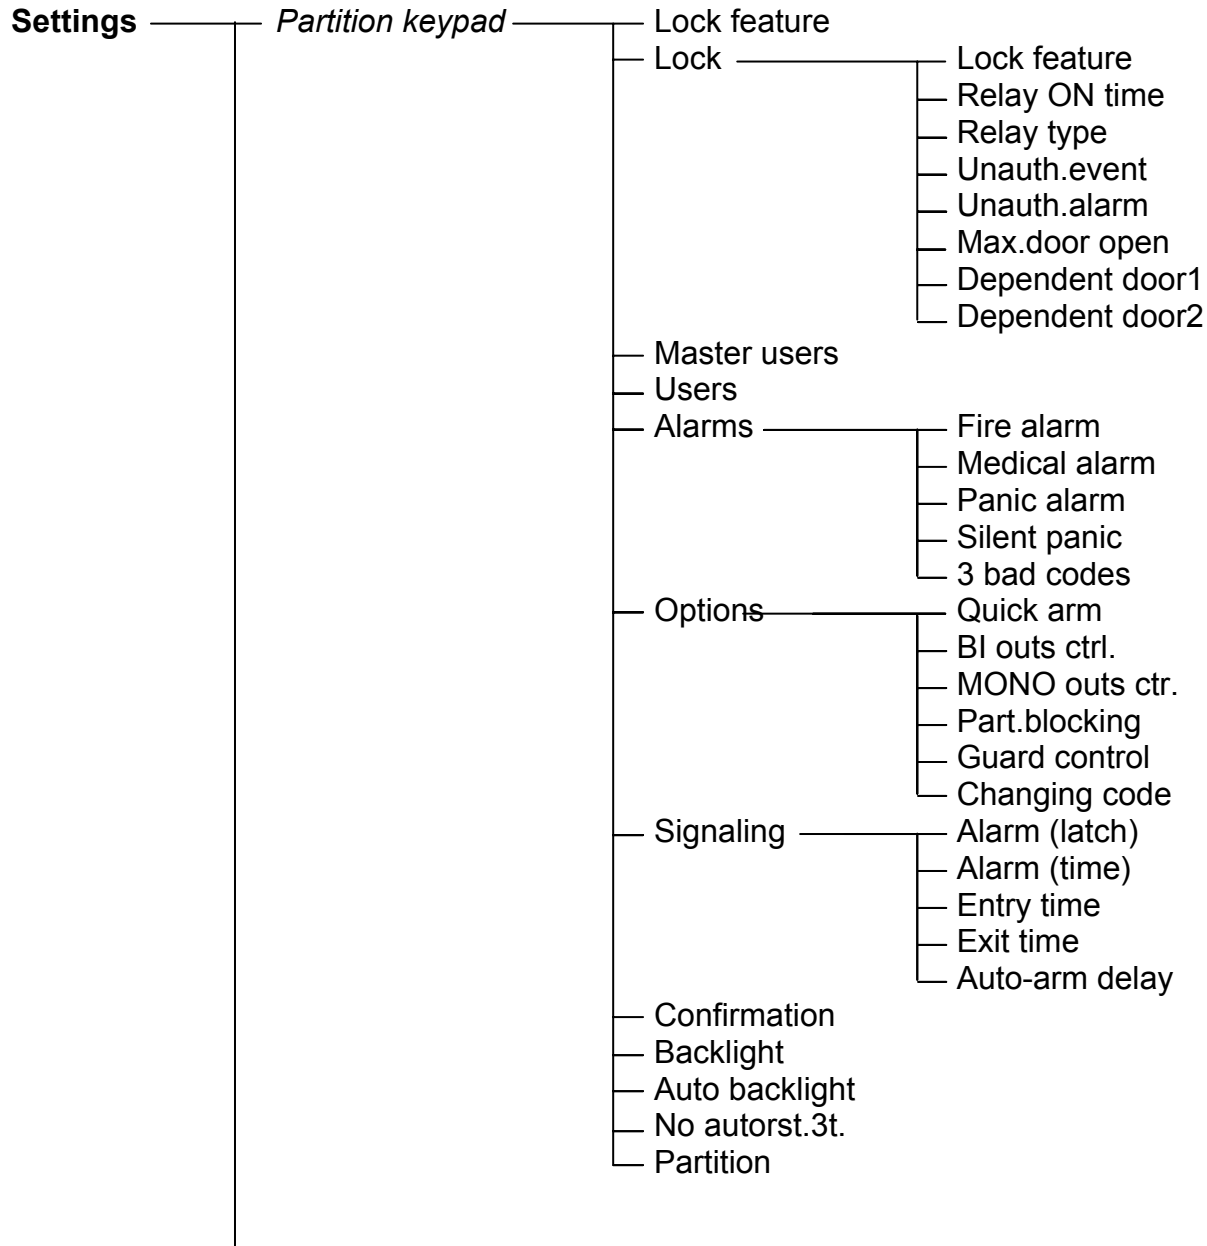 Settings Partition keypad Lock feature
Lock Lock feature
Relay ON time
Relay type
Unauth.event
Unauth.alarm
Max.door open
Dependent door1
Dependent door2
Master users
Users
Alarms Fire alarm
Medical alarm
Panic alarm
Silent panic
3 bad codes
Options Quick arm
BI outs ctrl.
MONO outs ctr.
Part.blocking
Guard control
Changing code
Signaling Alarm (latch)
Alarm (time)
Entry time
Exit time
Auto-arm delay
Confirmation
Backlight
Auto backlight
No autorst.3t.
Partition